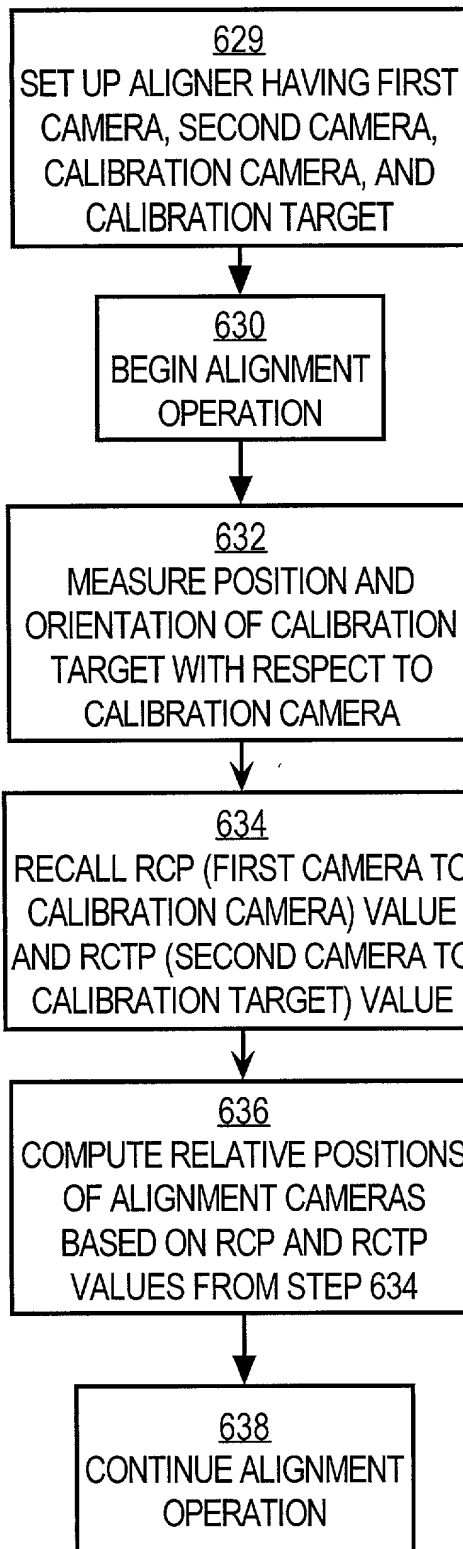 629
SET UP ALIGNER HAVING FIRST
CAMERA, SECOND CAMERA,
CALIBRATION CAMERA, AND
CALIBRATION TARGET
630
BEGIN ALIGNMENT
OPERATION
632
MEASURE POSITION AND
ORIENTATION OF CALIBRATION
TARGET WITH RESPECT TO
CALIBRATION CAMERA
634
RECALL RCP (FIRST CAMERA TO
CALIBRATION CAMERA) VALUE
AND RCTP (SECOND CAMERA TO
CALIBRATION TARGET) VALUE
636
COMPUTE RELATIVE POSITIONS
OF ALIGNMENT CAMERAS
BASED ON RCP AND RCTP
VALUES FROM STEP 634
638
CONTINUE ALIGNMENT
OPERATION